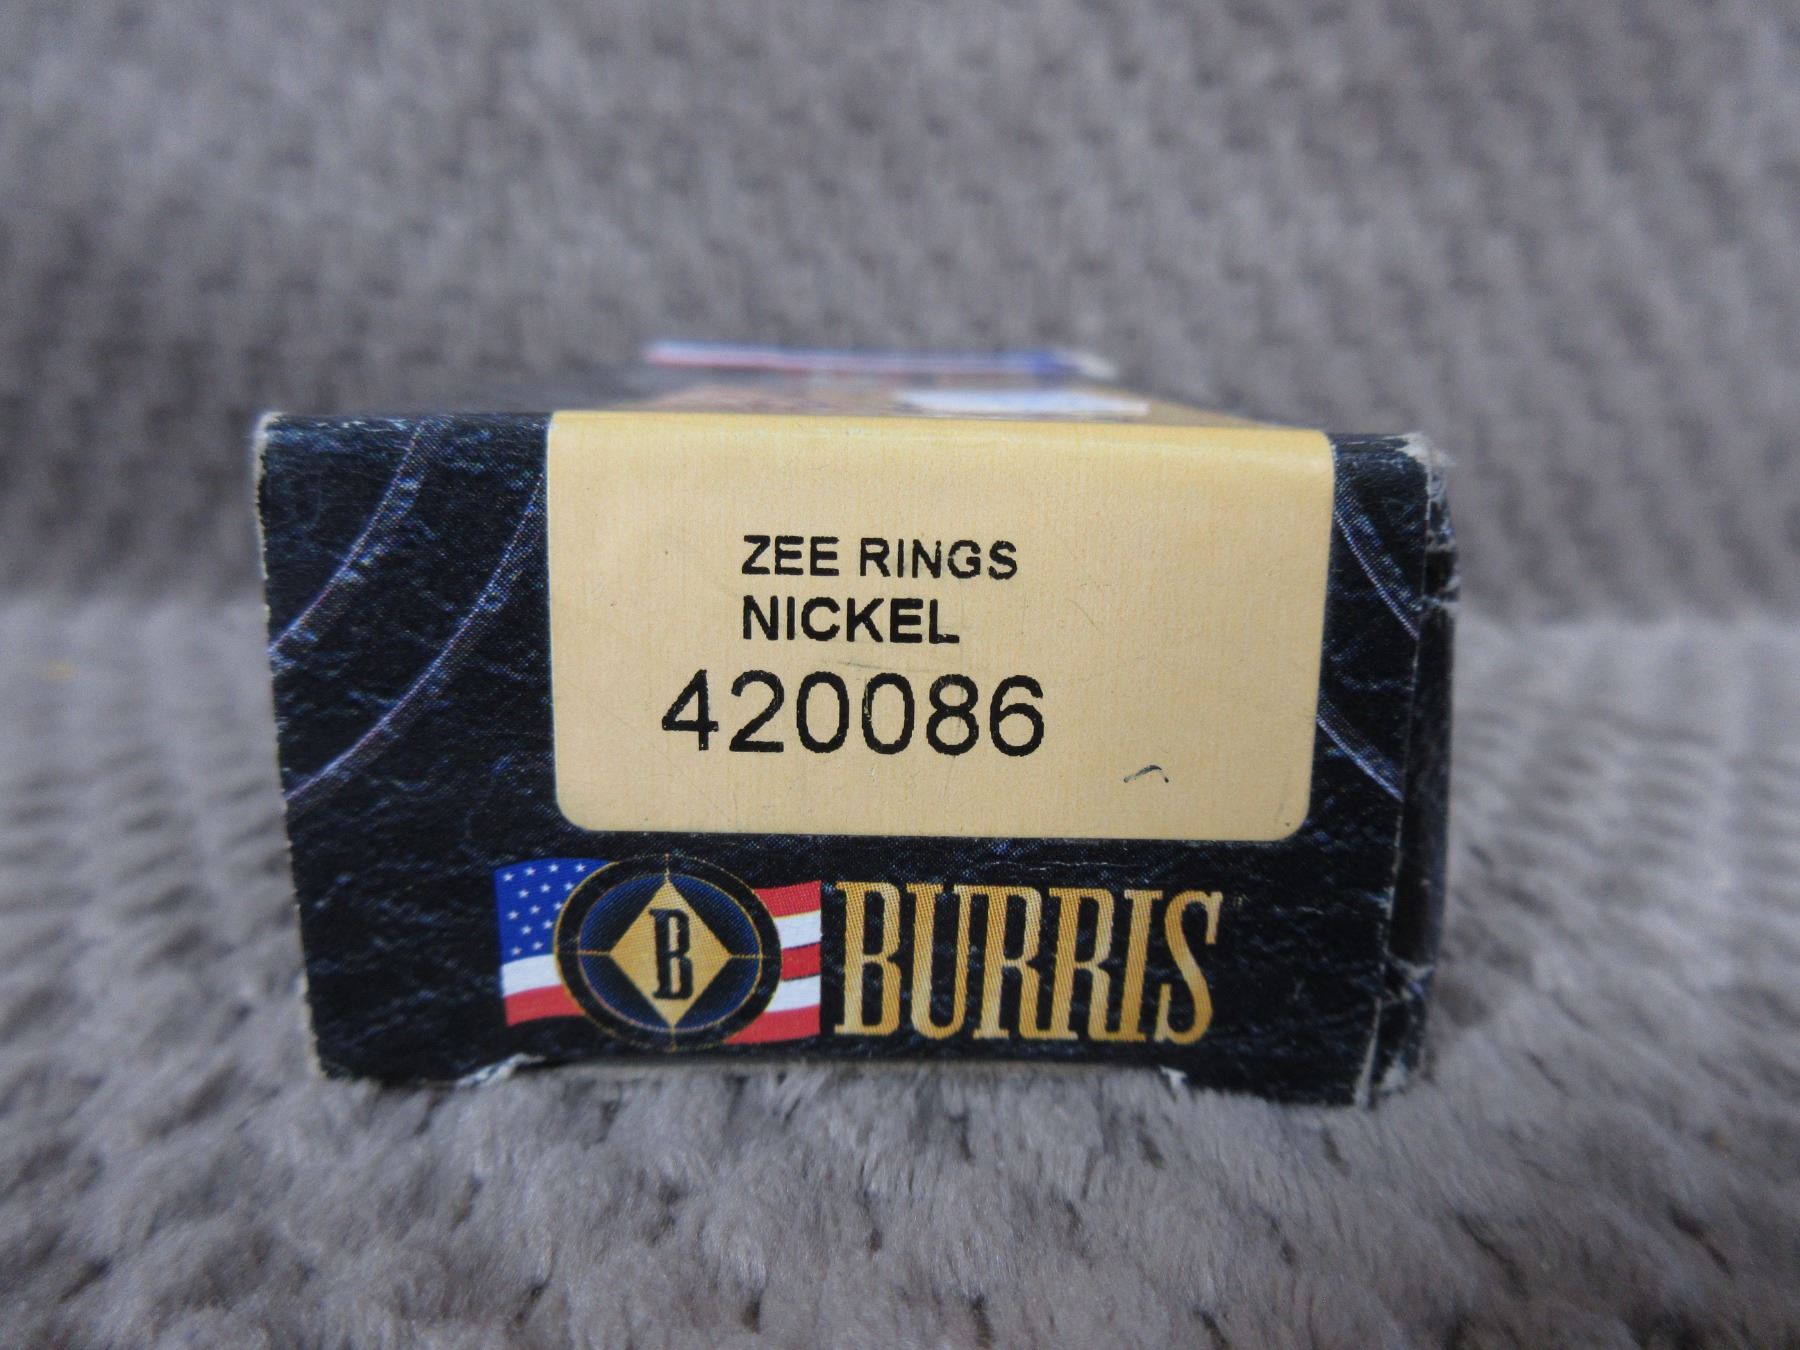 ZEE RINGS
NICKEL
420086
B
BURRIS